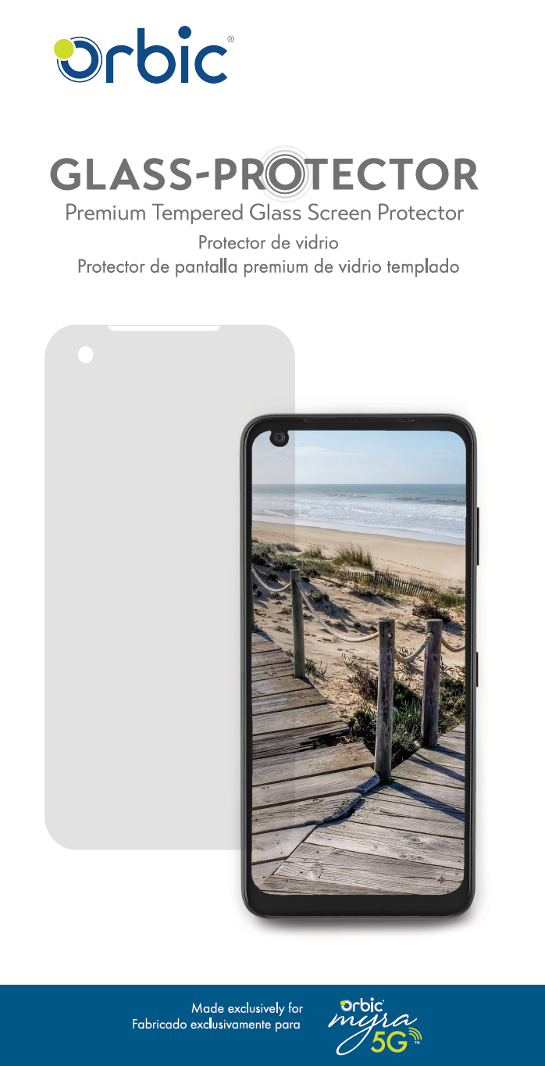 Orbic®
GLASS-PROTECTOR
Premium Tempered Glass Screen Protector
Protector de vidrio
Protector de pantalla premium de vidrio templado
Made exclusively for
Fabricado exclusivamente para
Orbic
myra
5G™